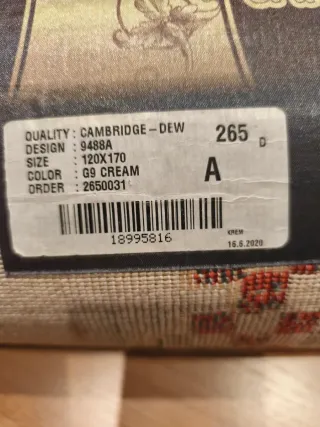 QUALITY : CAMBRIDGE-DEW 265 D
DESIGN : 9488A
SIZE : 120X170
COLOR : G9 CREAM A
ORDER : 2650031
18995816
KREM
16.6.2020